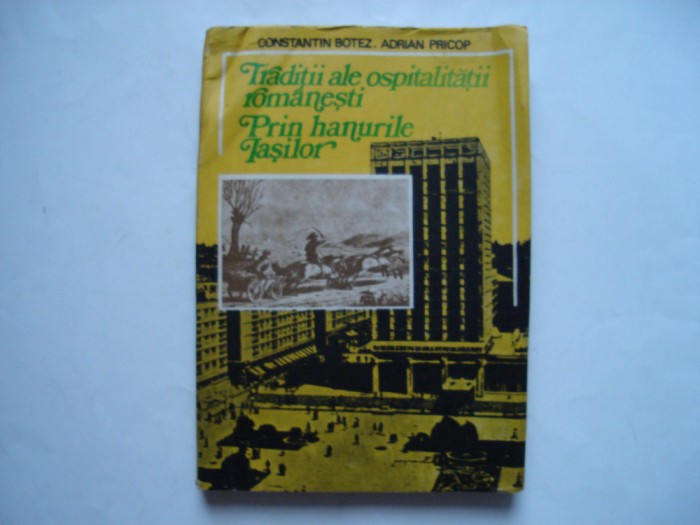 CONSTANTIN BOTEZ. ADRIAN PRICOP
Tradiții ale ospitalității
românești
Prin hanurile
Iașilor